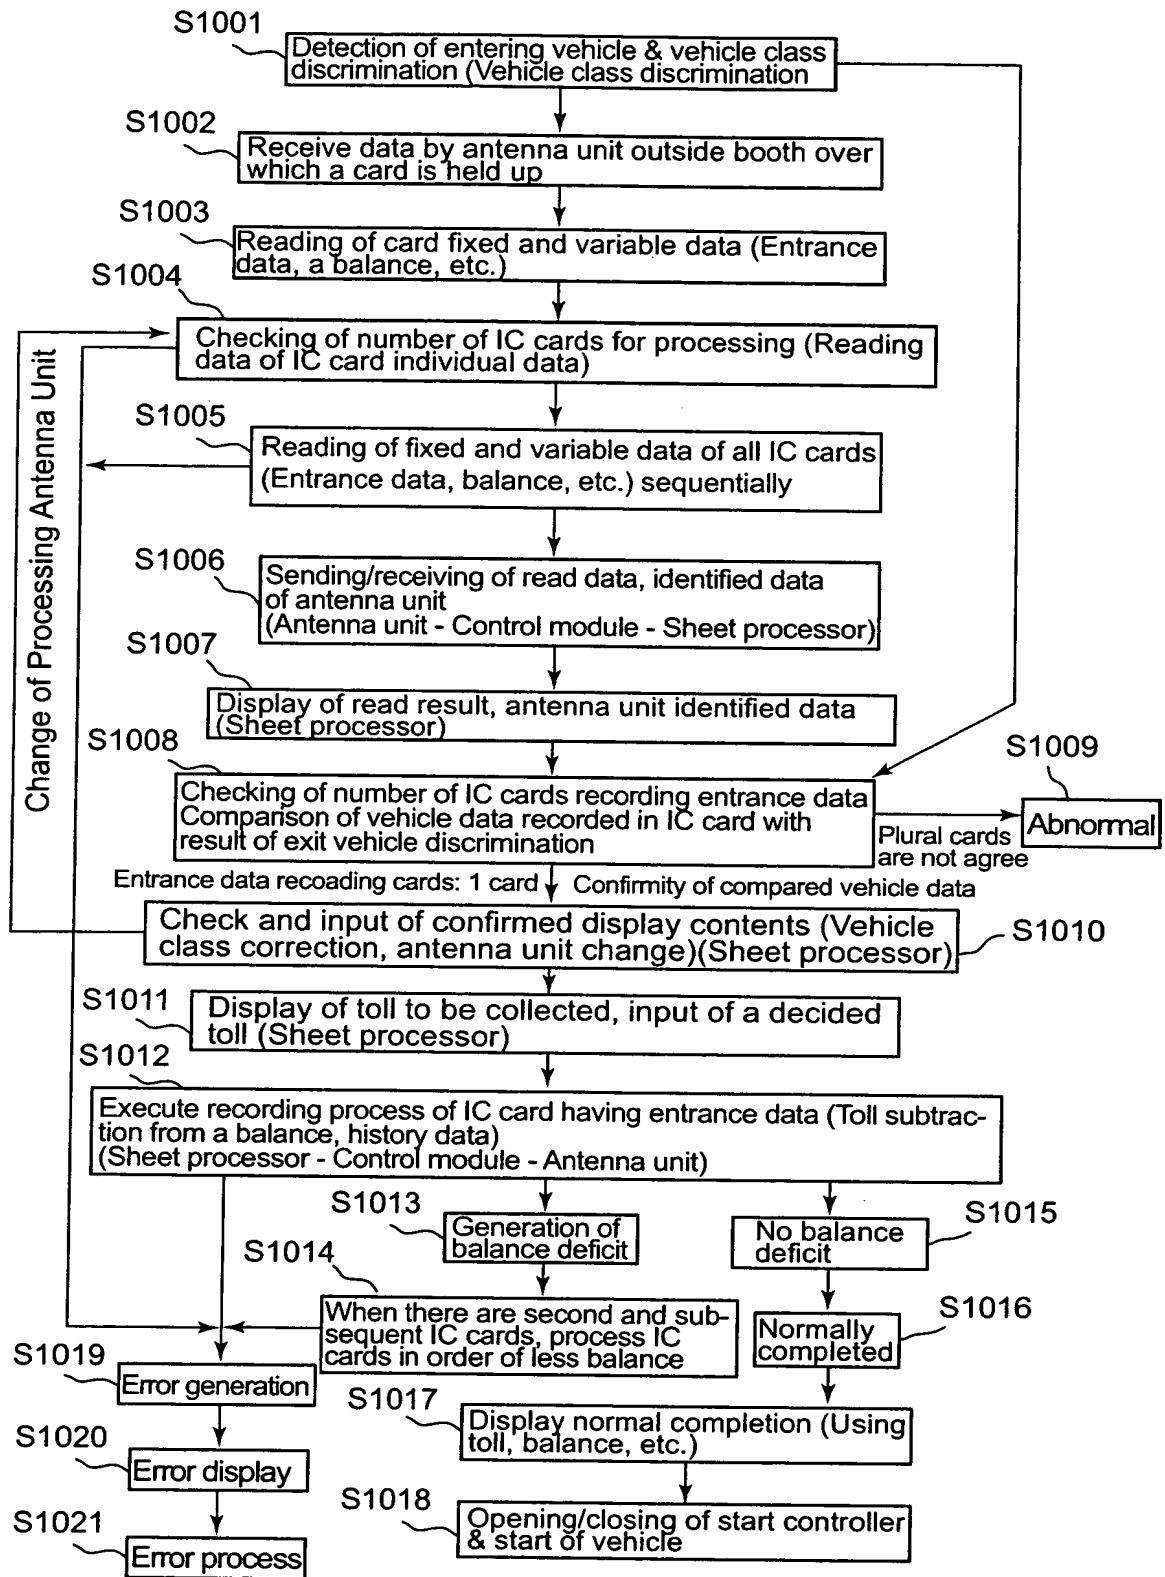 S1001
Detection of entering vehicle & vehicle class
discrimination (Vehicle class discrimination
S1002
Receive data by antenna unit outside booth over
which a card is held up
S1003
Reading of card fixed and variable data (Entrance
data, a balance, etc.)
S1004
Checking of number of IC cards for processing (Reading
data of IC card individual data)
Change of Processing Antenna Unit
S1005
Reading of fixed and variable data of all IC cards
(Entrance data, balance, etc.) sequentially
S1006
Sending/receiving of read data, identified data
of antenna unit
(Antenna unit - Control module - Sheet processor)
S1007
Display of read result, antenna unit identified data
(Sheet processor)
S1008
Checking of number of IC cards recording entrance data
Comparison of vehicle data recorded in IC card with
result of exit vehicle discrimination
S1009
Abnormal
Plural cards
are not agree
Entrance data recoading cards: 1 card
Confirmity of compared vehicle data
Check and input of confirmed display contents (Vehicle
class correction, antenna unit change)(Sheet processor)
S1010
S1011
Display of toll to be collected, input of a decided
toll (Sheet processor)
S1012
Execute recording process of IC card having entrance data (Toll subtrac-
tion from a balance, history data)
(Sheet processor - Control module - Antenna unit)
S1013
Generation of
balance deficit
No balance
deficit
S1015
S1014
When there are second and sub-
sequent IC cards, process IC
cards in order of less balance
Normally
completed
S1016
S1019
Error generation
S1017
Display normal completion (Using
toll, balance, etc.)
S1020
Error display
S1018
Opening/closing of start controller
& start of vehicle
S1021
Error process